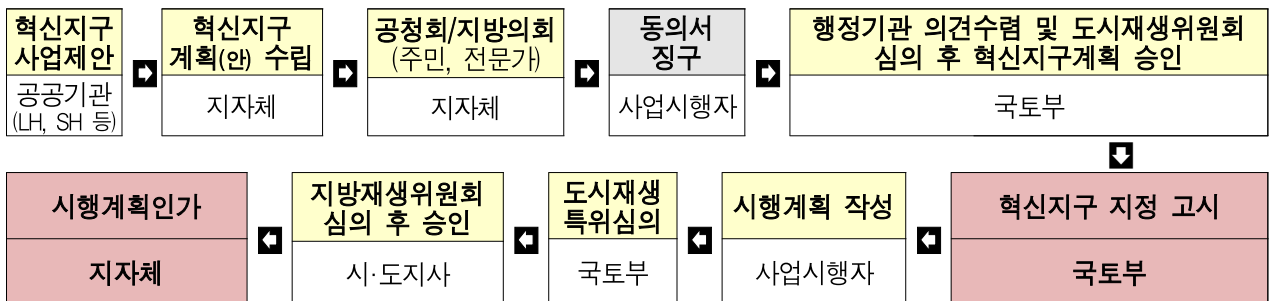 혁신지구
사업제안
공공기관
(LH, SH 등)
혁신지구
계획(안) 수립
지자체
공청회/지방의회
(주민, 전문가)
지자체
동의서
징구
사업시행자
행정기관 의견수렴 및 도시재생위원회
심의 후 혁신지구계획 승인
국토부
혁신지구 지정 고시
국토부
시행계획 작성
사업시행자
도시재생
특위심의
국토부
지방재생위원회
심의 후 승인
시·도지사
시행계획인가
지자체